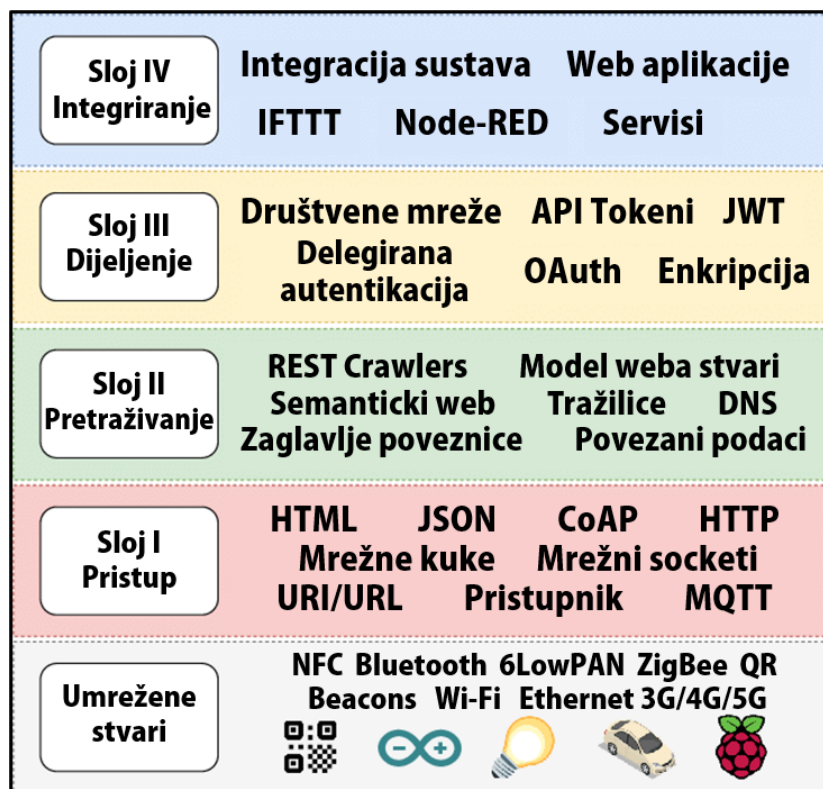 Sloj IV
Integriranje
Integracija sustava Web aplikacije
IFTTT Node-RED Servisi
Sloj III
Dijeljenje
Društvene mreže API Tokeni JWT
Delegirana
autentikacija
OAuth Enkripcija
Sloj II
Pretraživanje
REST Crawlers Model weba stvari
Semanticki web Tražilice DNS
Zaglavlje poveznice Povezani podaci
Sloj I
Pristup
HTML JSON CoAP HTTP
Mrežne kuke Mrežni socketi
URI/URL Pristupnik MQTT
Umrežene
stvari
NFC Bluetooth 6LowPAN ZigBee QR
Beacons Wi-Fi Ethernet 3G/4G/5G